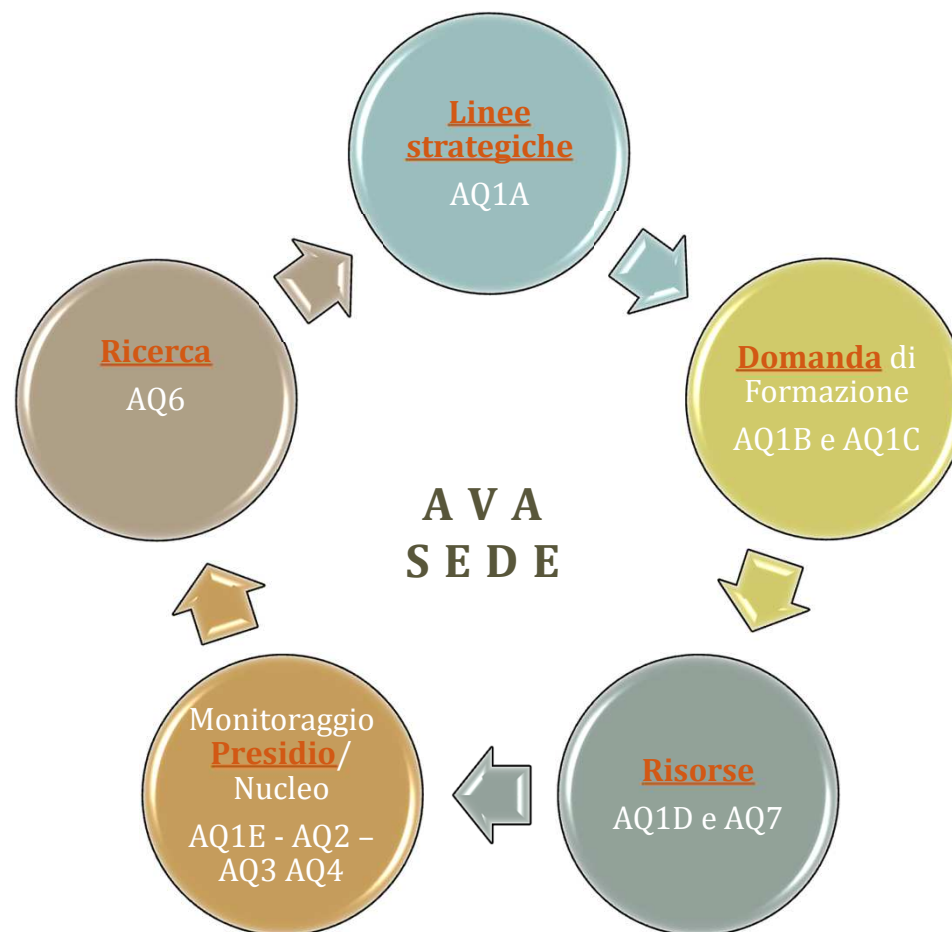 Linee
strategiche
AQ1A
Domanda di
Formazione
AQ1B e AQ1C
Risorse
AQ1D e AQ7
Monitoraggio
Presidio/
Nucleo
AQ1E - AQ2 –
AQ3 AQ4
Ricerca
AQ6
A V A
S E D E